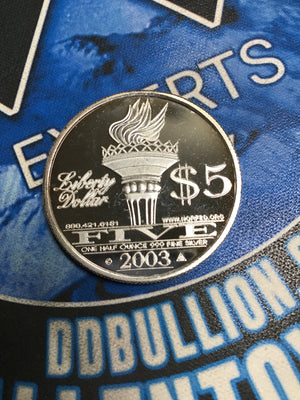 EXPERTS
Liberty
Dollar
$5
800.421.6181
WWW.NORFED.ORG
FIVE
ONE HALF OUNCE 999 FINE SILVER
© 2003
DDBULLION